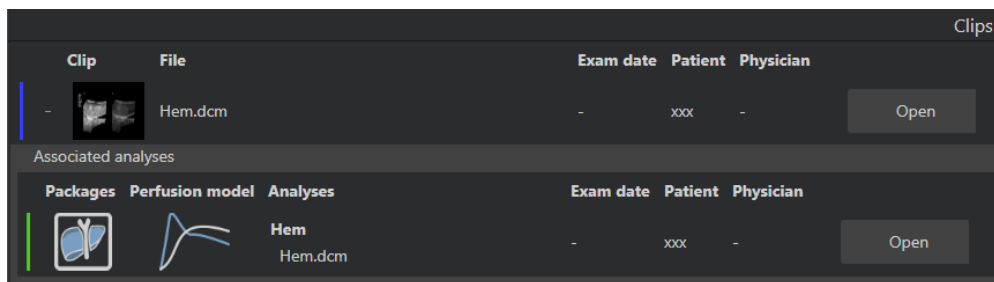 Clips
Clip File Exam date Patient Physician
- Hem.dcm - xxx - Open
Associated analyses
Packages Perfusion model Analyses Exam date Patient Physician
Hem
Hem.dcm - xxx - Open